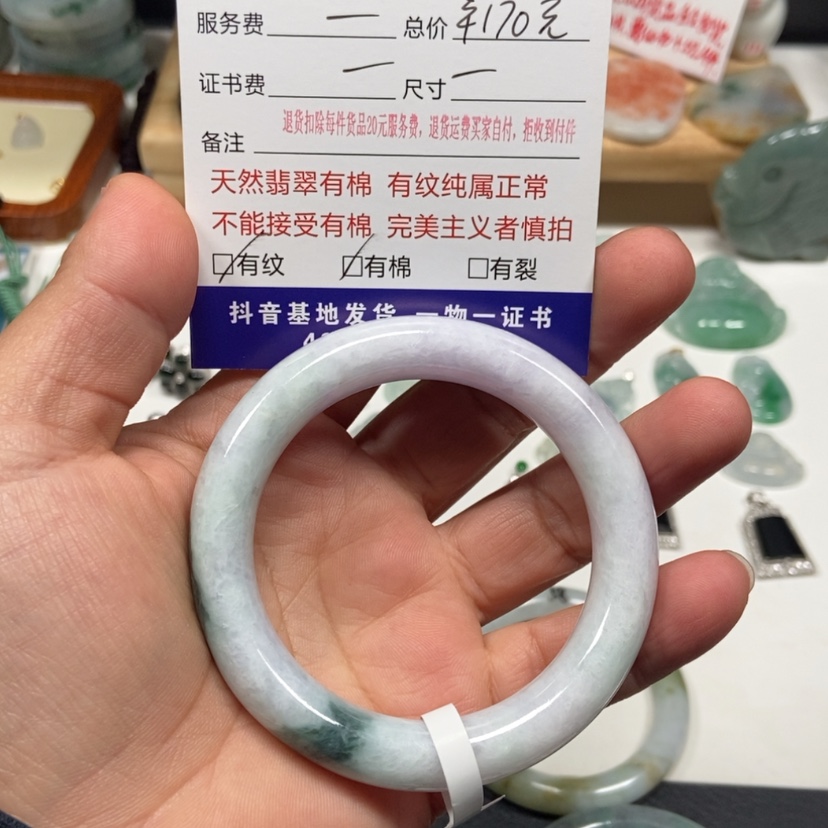 服务费 一 总价 ¥170元
证书费 一 尺寸 一
备注 退货扣除每件货品20元服务费,退货运费买家自付,拒收到付件
天然翡翠有棉 有纹纯属正常
不能接受有棉 完美主义者慎拍
☑有纹 ☑有棉 □有裂
抖音基地发货 一物一证书